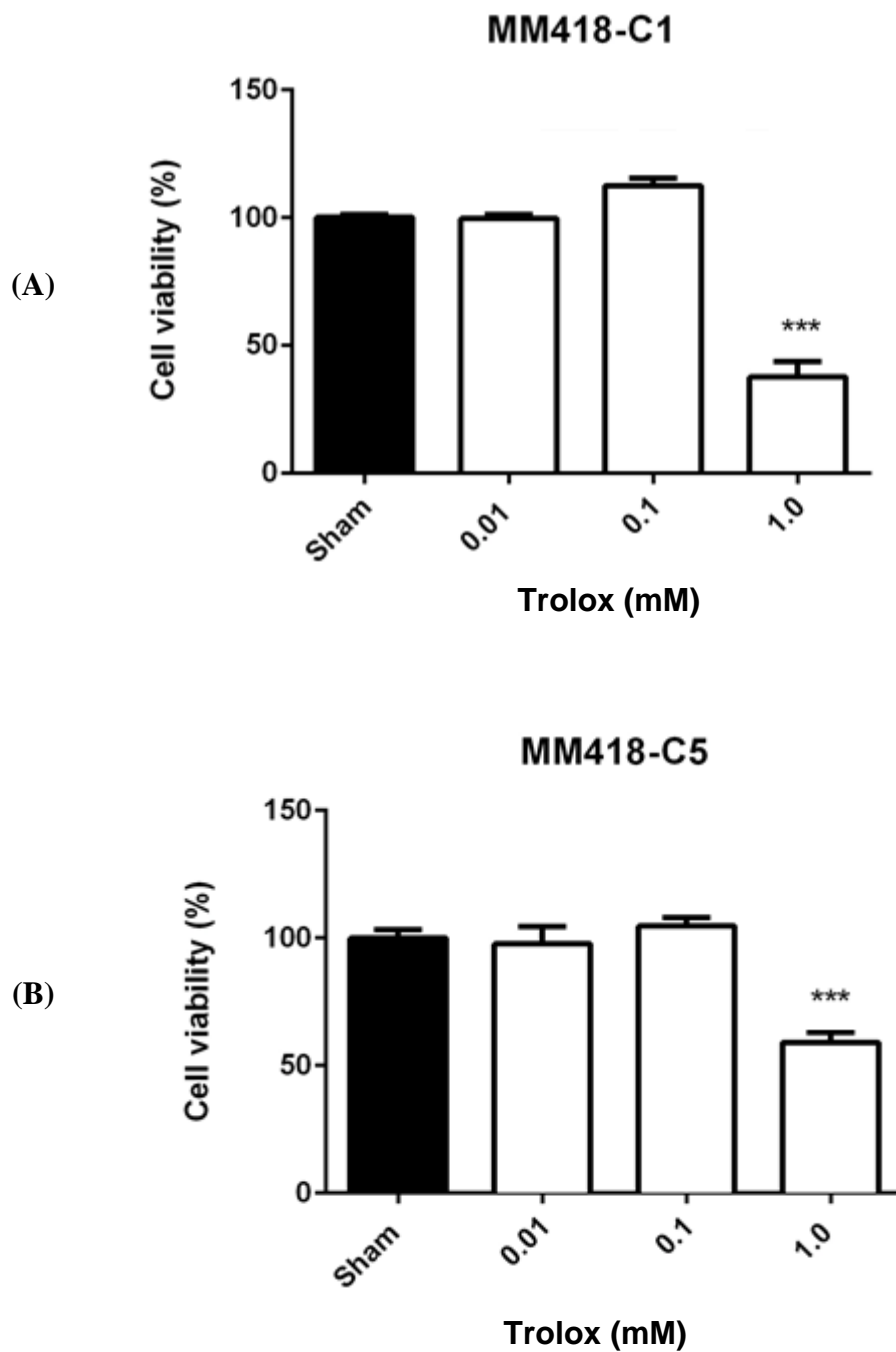 MM418-C1
150
100
50
0
Cell viability (%)
(A)
***
Sham
0.01
0.1
1.0
Trolox (mM)
MM418-C5
150
100
50
0
Cell viability (%)
(B)
***
Sham
0.01
0.1
1.0
Trolox (mM)